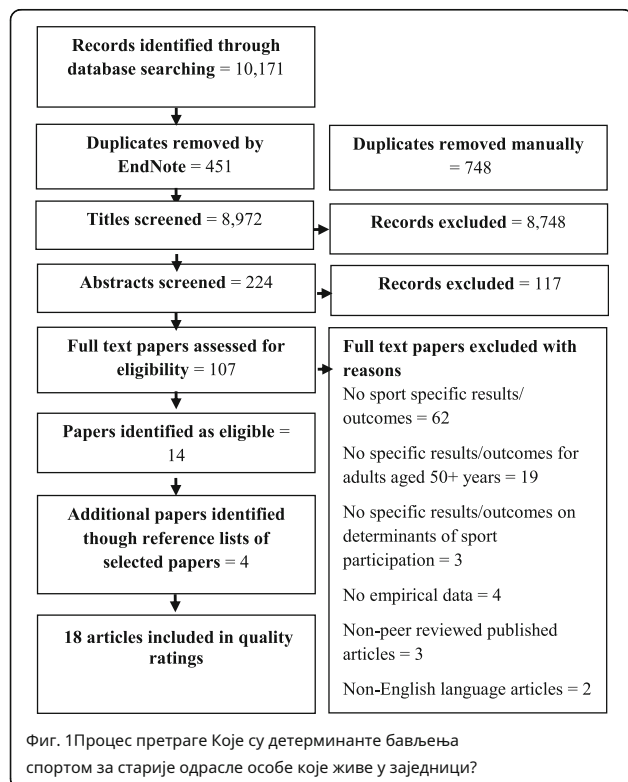 Records identified through
database searching = 10,171
Duplicates removed by
EndNote = 451
Duplicates removed manually
= 748
Titles screened = 8,972
Records excluded = 8,748
Abstracts screened = 224
Records excluded = 117
Full text papers assessed for
eligibility = 107
Full text papers excluded with
reasons
No sport specific results/
outcomes = 62
No specific results/outcomes for
adults aged 50+ years = 19
No specific results/outcomes on
determinants of sport
participation = 3
No empirical data = 4
Non-peer reviewed published
articles = 3
Non-English language articles = 2
Papers identified as eligible =
14
Additional papers identified
though reference lists of
selected papers = 4
18 articles included in quality
ratings
Фиг. 1Процес претраге Које су детерминанте бављења
спортом за старије одрасле особе које живе у заједници?